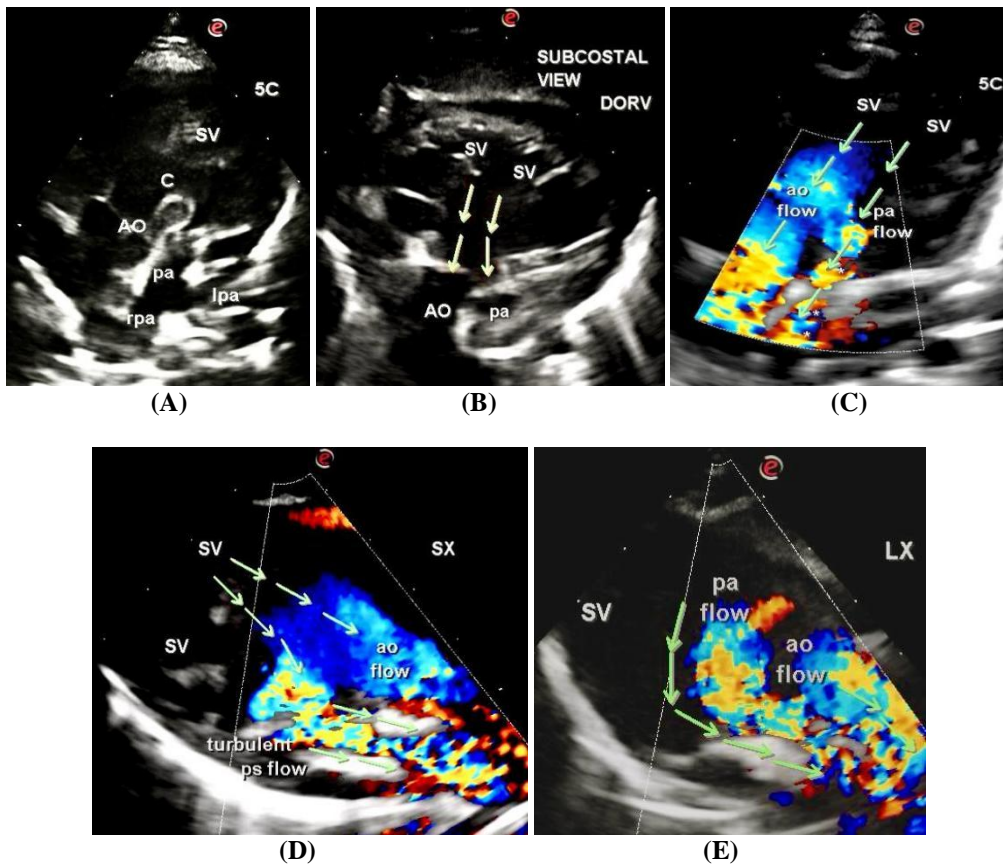 e
5C
SV
C
AO
pa
lpa
rpa
(A)
e
SUBCOSTAL
VIEW
DORV
SV
SV
AO
pa
(B)
e
5C
SV
SV
ao
flow
pa
flow
*
*
*
(C)
e
SV
SX
SV
ao
flow
turbulent
ps flow
(D)
e
LX
SV
pa
flow
ao
flow
(E)